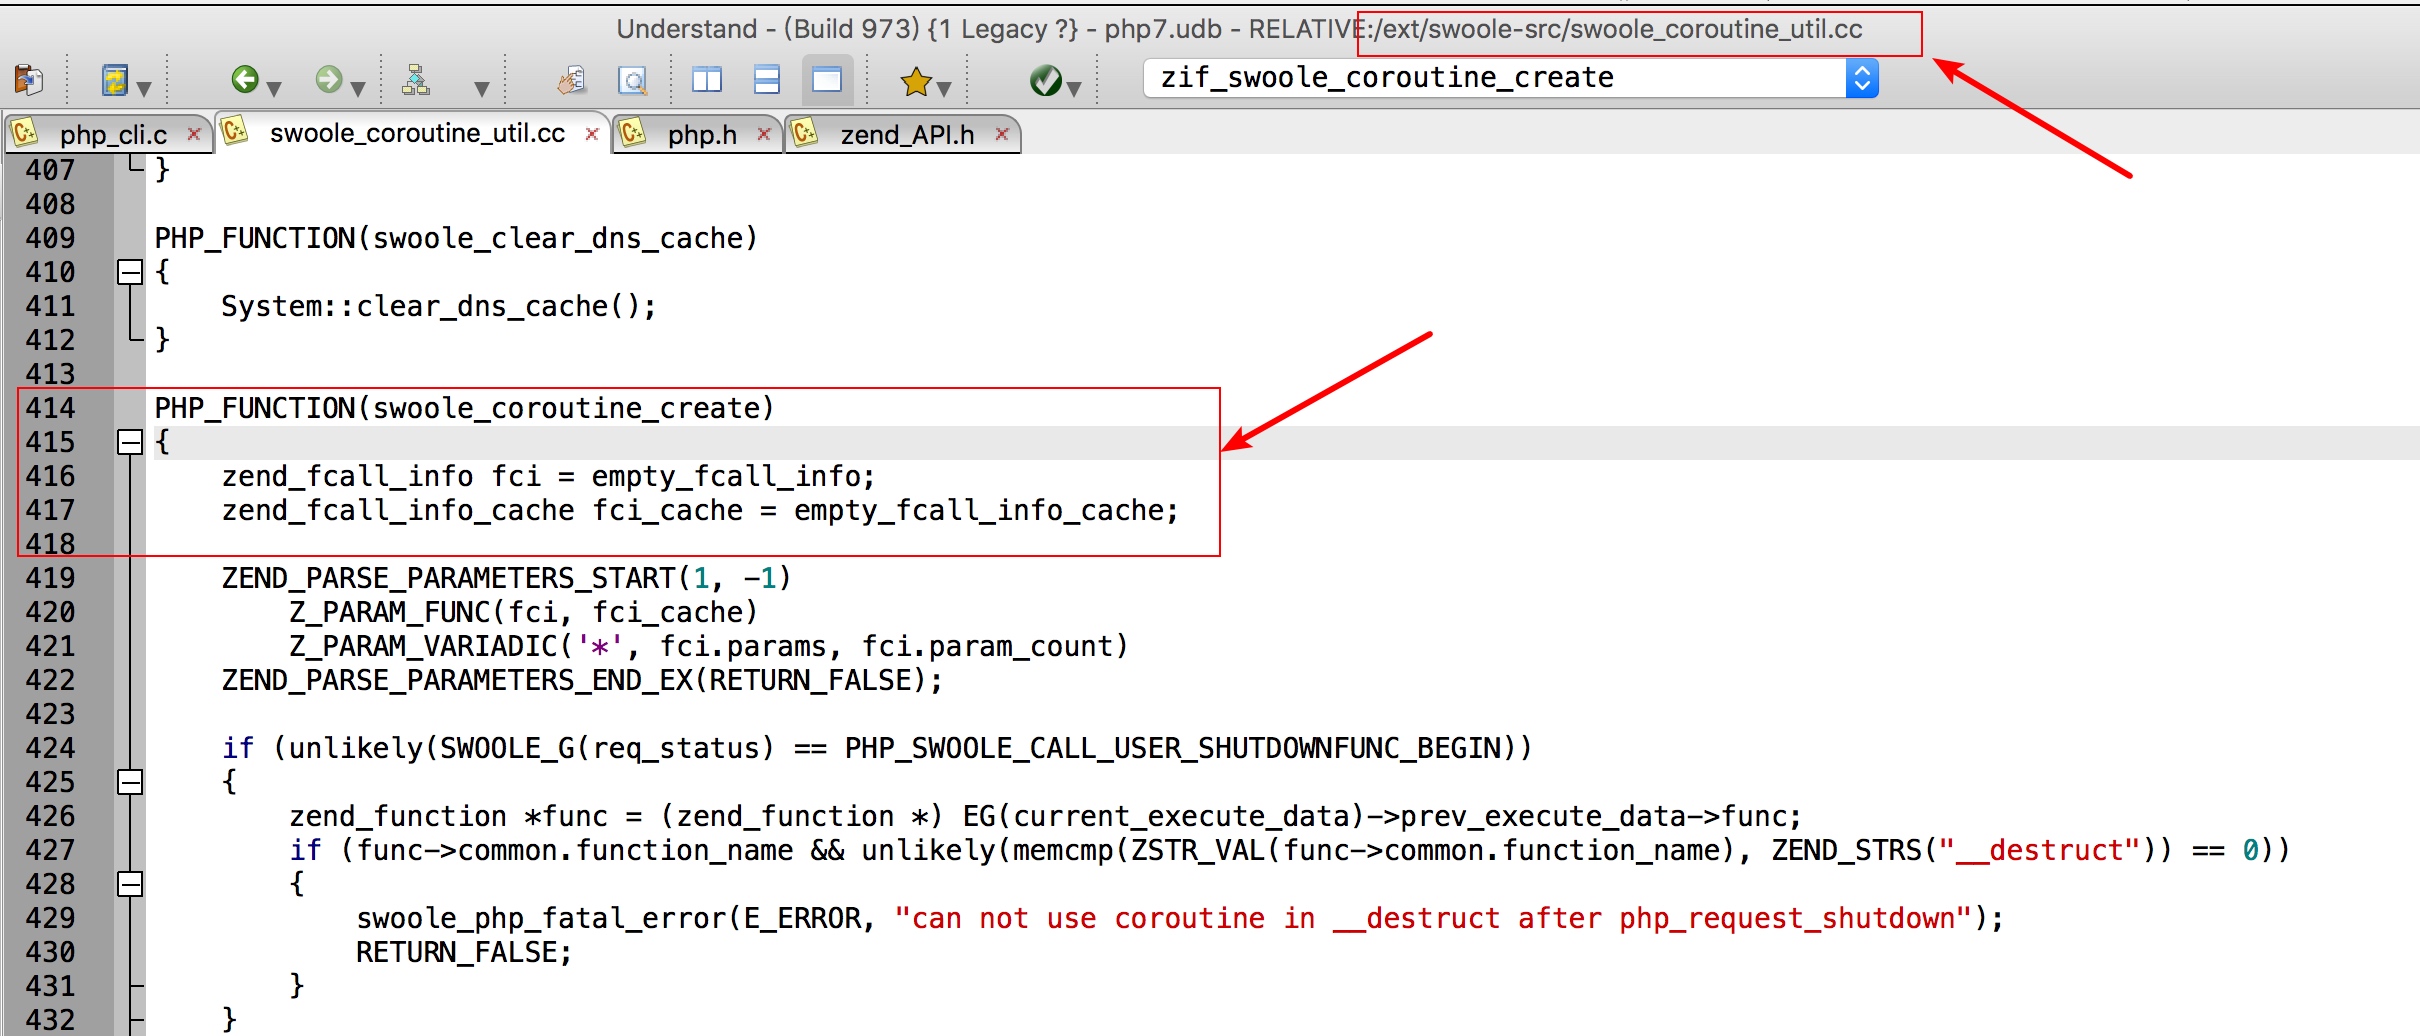 Understand - (Build 973) {1 Legacy ?} - php7.udb - RELATIVE:/ext/swoole-src/swoole_coroutine_util.cc
zif_swoole_coroutine_create
php_cli.c swoole_coroutine_util.cc php.h zend_API.h
407 }
408
409 PHP_FUNCTION(swoole_clear_dns_cache)
410 {
411     System::clear_dns_cache();
412 }
413
414 PHP_FUNCTION(swoole_coroutine_create)
415 {
416     zend_fcall_info fci = empty_fcall_info;
417     zend_fcall_info_cache fci_cache = empty_fcall_info_cache;
418
419     ZEND_PARSE_PARAMETERS_START(1, -1)
420         Z_PARAM_FUNC(fci, fci_cache)
421         Z_PARAM_VARIADIC('*', fci.params, fci.param_count)
422     ZEND_PARSE_PARAMETERS_END_EX(RETURN_FALSE);
423
424     if (unlikely(SWOOLE_G(req_status) == PHP_SWOOLE_CALL_USER_SHUTDOWNFUNC_BEGIN))
425     {
426         zend_function *func = (zend_function *) EG(current_execute_data)->prev_execute_data->func;
427         if (func->common.function_name && unlikely(memcmp(ZSTR_VAL(func->common.function_name), ZEND_STRS("__destruct")) == 0))
428         {
429             swoole_php_fatal_error(E_ERROR, "can not use coroutine in __destruct after php_request_shutdown");
430             RETURN_FALSE;
431         }
432     }